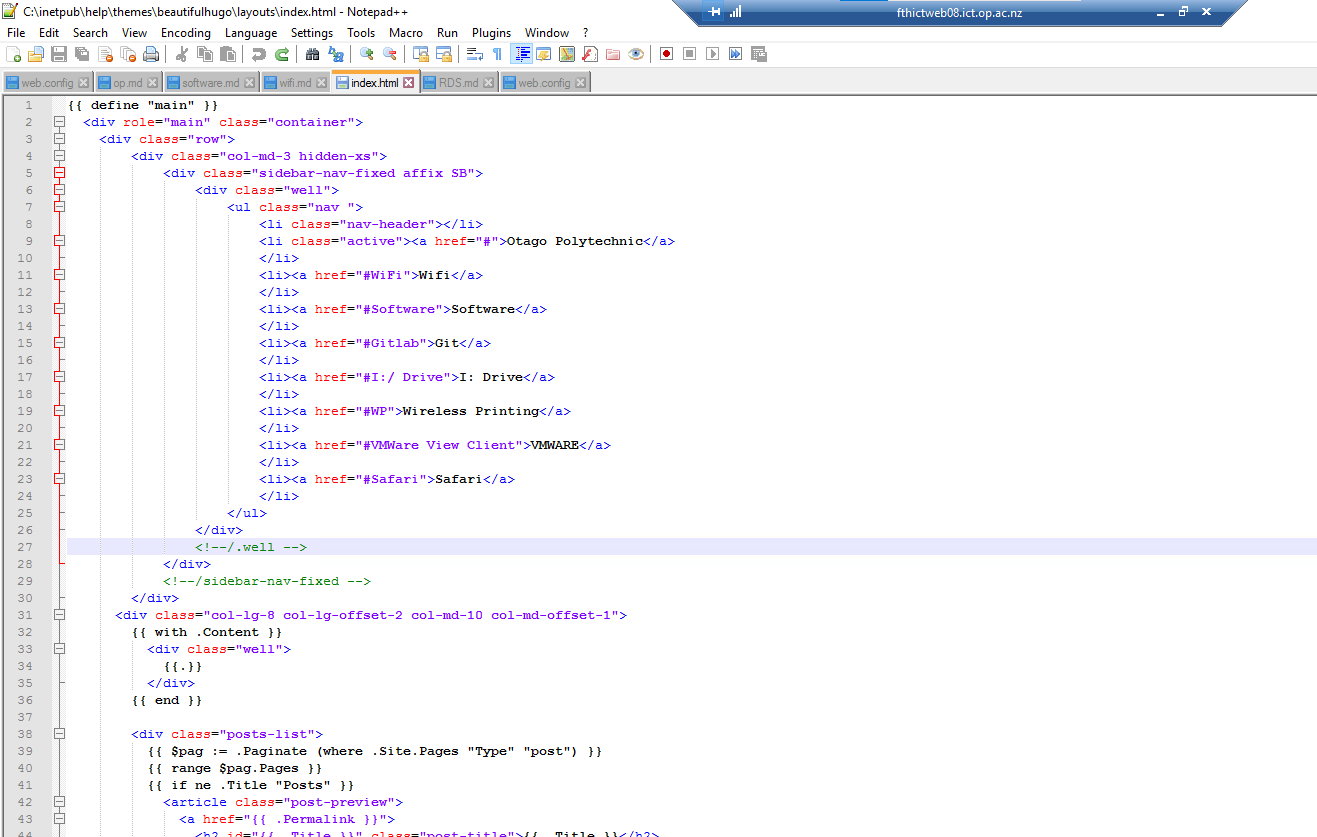 C:\inetpub\help\themes\beautifulhugo\layouts\index.html - Notepad++
fthictweb08.ict.op.ac.nz
File Edit Search View Encoding Language Settings Tools Macro Run Plugins Window ?
web.config op.md software.md wifi.md index.html RDS.md web.config
1 {{ define "main" }}
2 <div role="main" class="container">
3 <div class="row">
4 <div class="col-md-3 hidden-xs">
5 <div class="sidebar-nav-fixed affix SB">
6 <div class="well">
7 <ul class="nav ">
8 <li class="nav-header"></li>
9 <li class="active"><a href="#">Otago Polytechnic</a>
10 </li>
11 <li><a href="#WiFi">Wifi</a>
12 </li>
13 <li><a href="#Software">Software</a>
14 </li>
15 <li><a href="#Gitlab">Git</a>
16 </li>
17 <li><a href="#I:/ Drive">I: Drive</a>
18 </li>
19 <li><a href="#WP">Wireless Printing</a>
20 </li>
21 <li><a href="#VMWare View Client">VMWARE</a>
22 </li>
23 <li><a href="#Safari">Safari</a>
24 </li>
25 </ul>
26 </div>
27 <!--/.well -->
28 </div>
29 <!--/sidebar-nav-fixed -->
30 </div>
31 <div class="col-lg-8 col-lg-offset-2 col-md-10 col-md-offset-1">
32 {{ with .Content }}
33 <div class="well">
34 {{.}}
35 </div>
36 {{ end }}
37
38 <div class="posts-list">
39 {{ $pag := .Paginate (where .Site.Pages "Type" "post") }}
40 {{ range $pag.Pages }}
41 {{ if ne .Title "Posts" }}
42 <article class="post-preview">
43 <a href="{{ .Permalink }}">
44 <h2 id="{{ .Title }}" class="post-title">{{ .Title }}</h2>